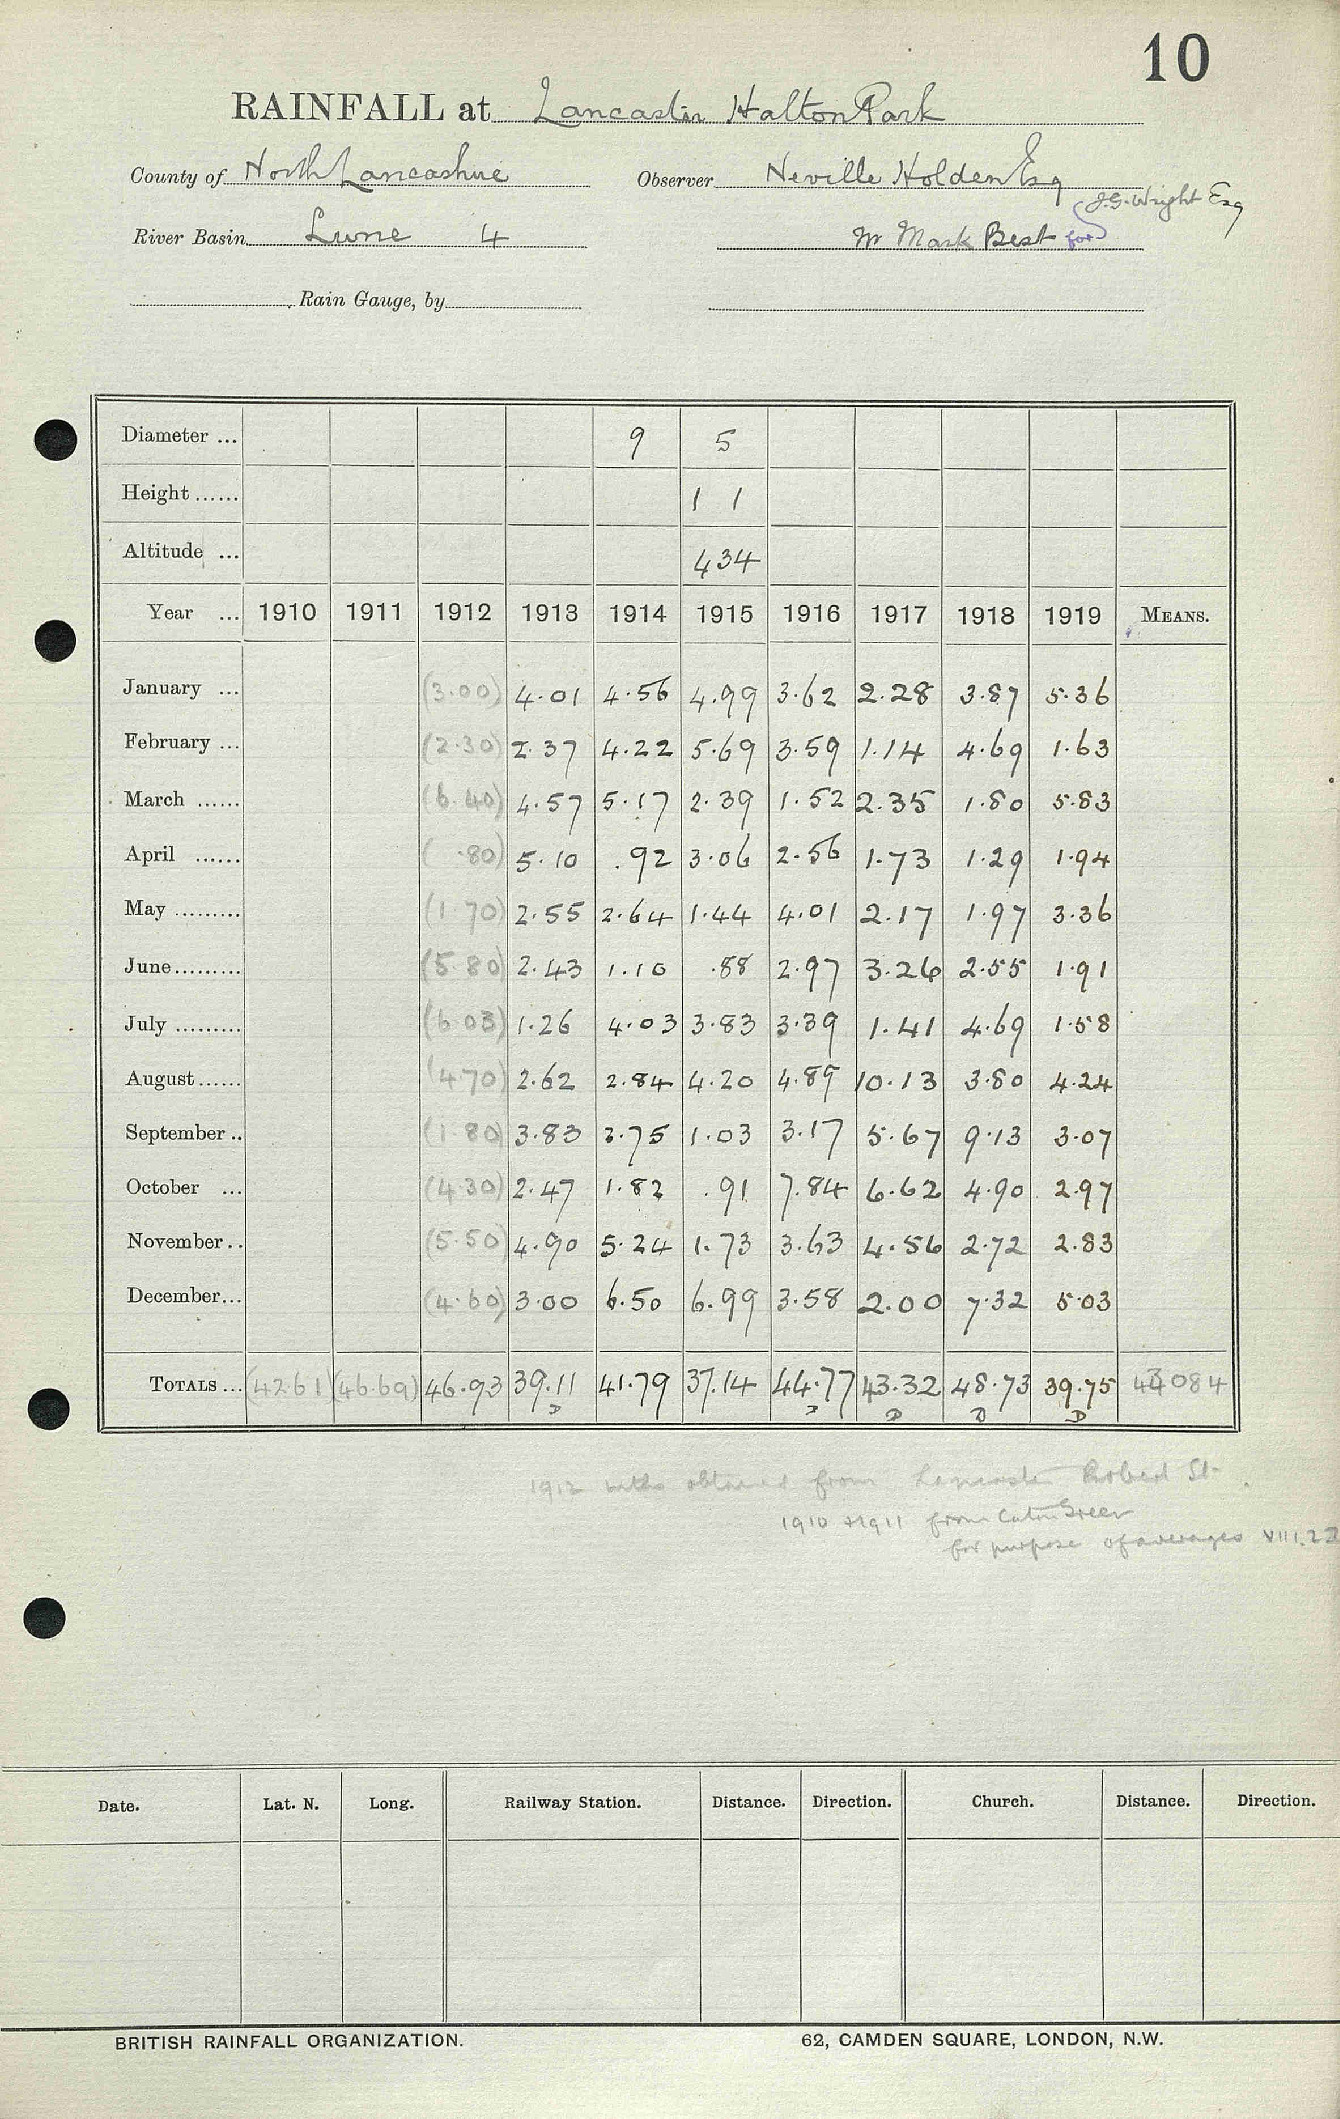 10
RAINFALL at Lancaster Halton Park
County of North Lancashire Observer Neville Holden Esq
J.G. Wright Esq
River Basin Lune 4 Mr Mark Best for
Rain Gauge, by
Diameter ... 9 5
Height ...... 1 1
Altitude ... 434
Year ... 1910 1911 1912 1913 1914 1915 1916 1917 1918 1919 MEANS.
January ... (3.00) 4.01 4.56 4.99 3.62 2.28 3.87 5.36
February ... (2.30) 2.37 4.22 5.69 3.59 1.14 4.69 1.63
March ...... (6.40) 4.57 5.17 2.39 1.52 2.35 1.80 5.83
April ...... ( .80) 5.10 .92 3.06 2.56 1.73 1.29 1.94
May ......... (1.70) 2.55 2.64 1.44 4.01 2.17 1.97 3.36
June......... (5.80) 2.43 1.10 .88 2.97 3.26 2.55 1.91
July ......... (6.03) 1.26 4.03 3.83 3.39 1.41 4.69 1.58
August...... (4.70) 2.62 2.84 4.20 4.89 10.13 3.80 4.24
September .. (1.80) 3.83 2.75 1.03 3.17 5.67 9.13 3.07
October ... (4.30) 2.47 1.82 .91 7.84 6.62 4.90 2.97
November.. (5.50) 4.90 5.24 1.73 3.63 4.56 2.72 2.83
December... (4.60) 3.00 6.50 6.99 3.58 2.00 7.32 5.03
TOTALS ... (42.61) (46.69) 46.93 39.11 41.79 37.14 44.77 43.32 48.73 39.75 084
D D D D D
1912 mths obtained from Lancaster Robert St.
1910 + 1911 from Caton Green
for purpose of averages VIII.2
Date. Lat. N. Long. Railway Station. Distance. Direction. Church. Distance. Direction.
BRITISH RAINFALL ORGANIZATION. 62, CAMDEN SQUARE, LONDON, N.W.